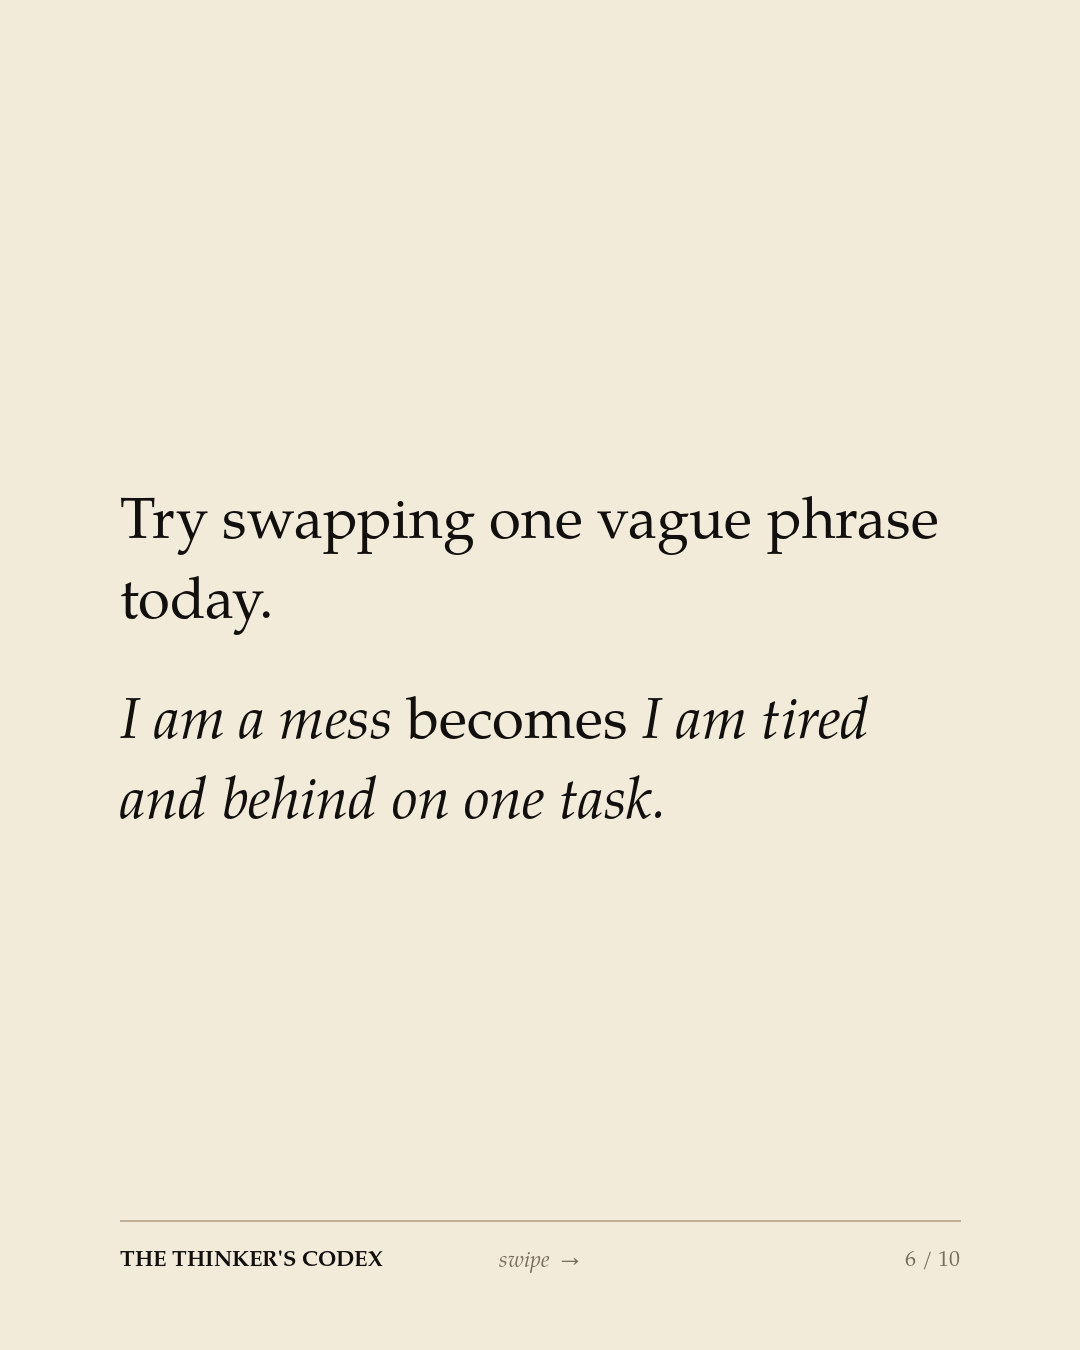 Try swapping one vague phrase
today.
I am a mess becomes I am tired
and behind on one task.
THE THINKER'S CODEX swipe → 6 / 10